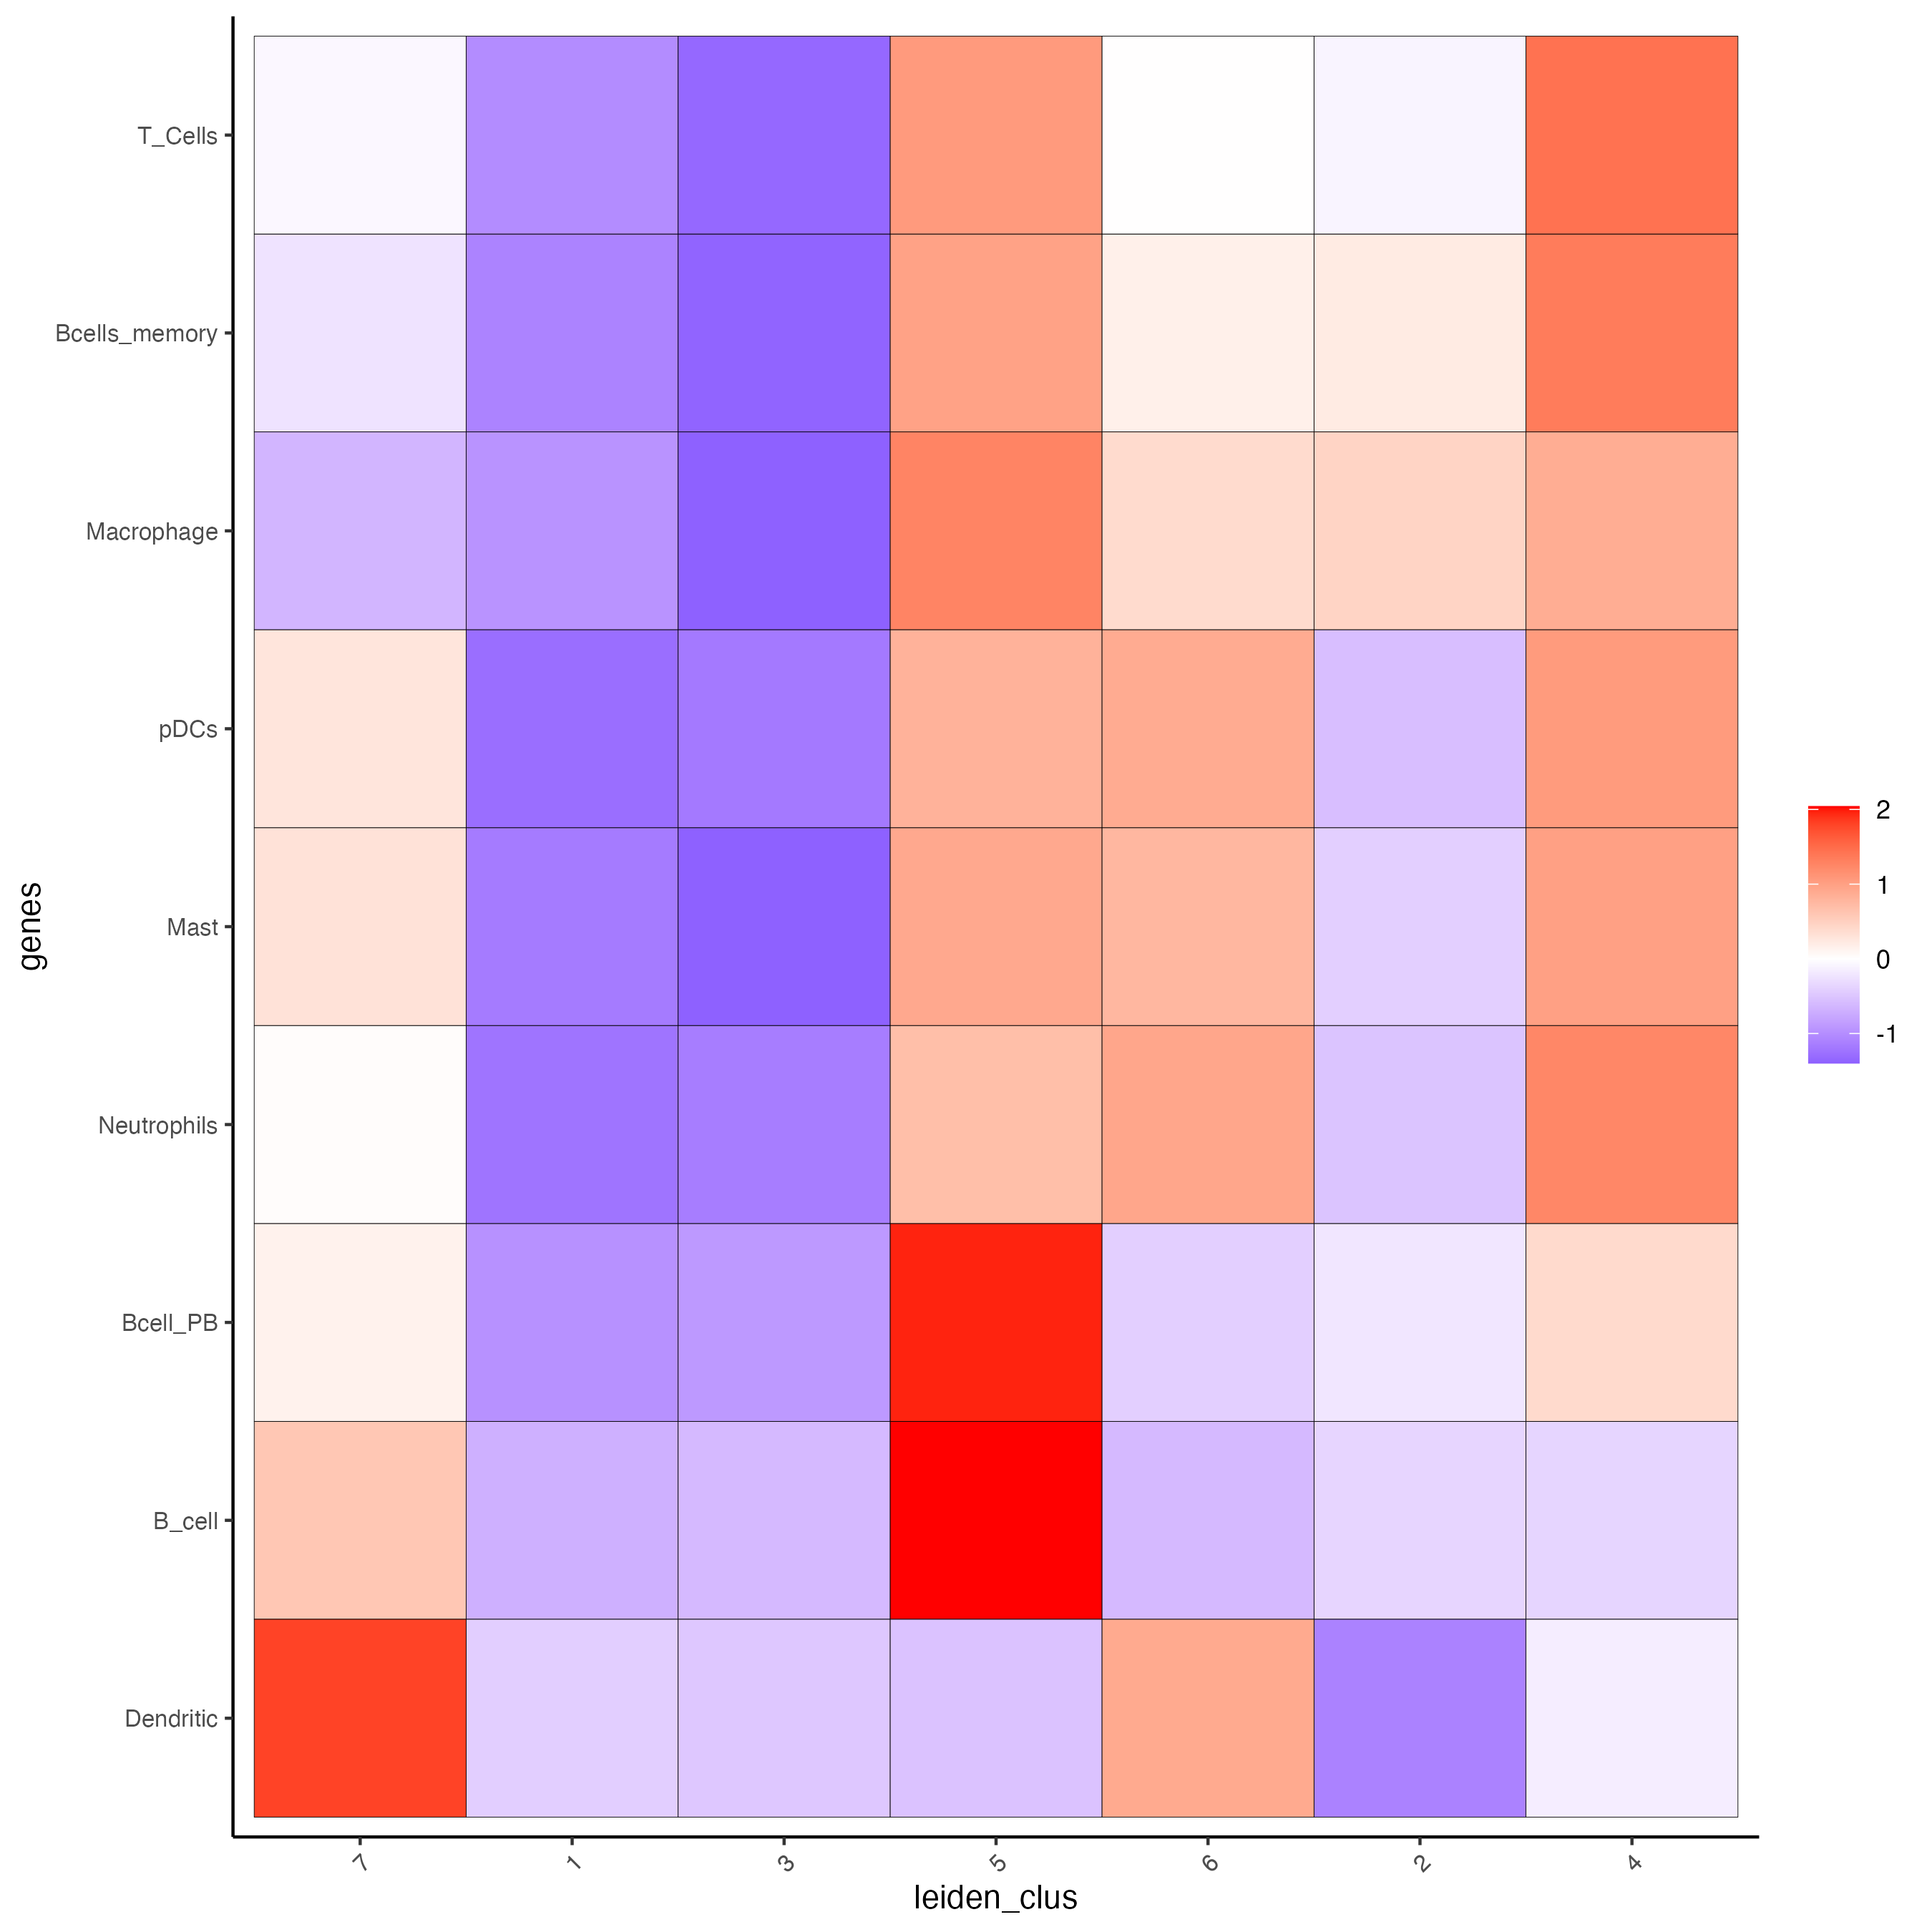 T_Cells
Bcells_memory
Macrophage
pDCs
Mast
Neutrophils
Bcell_PB
B_cell
Dendritic
genes
7 1 3 5 6 2 4
leiden_clus
2
1
0
-1